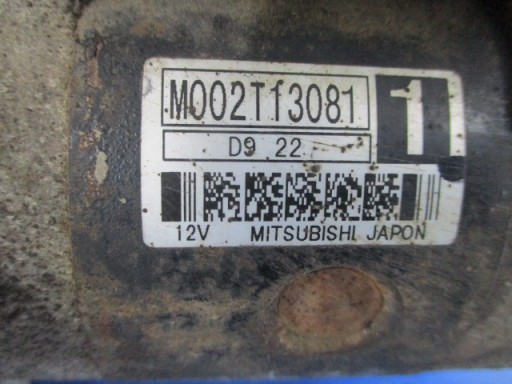 M002T13081
1
D9 22
12V MITSUBISHI JAPON